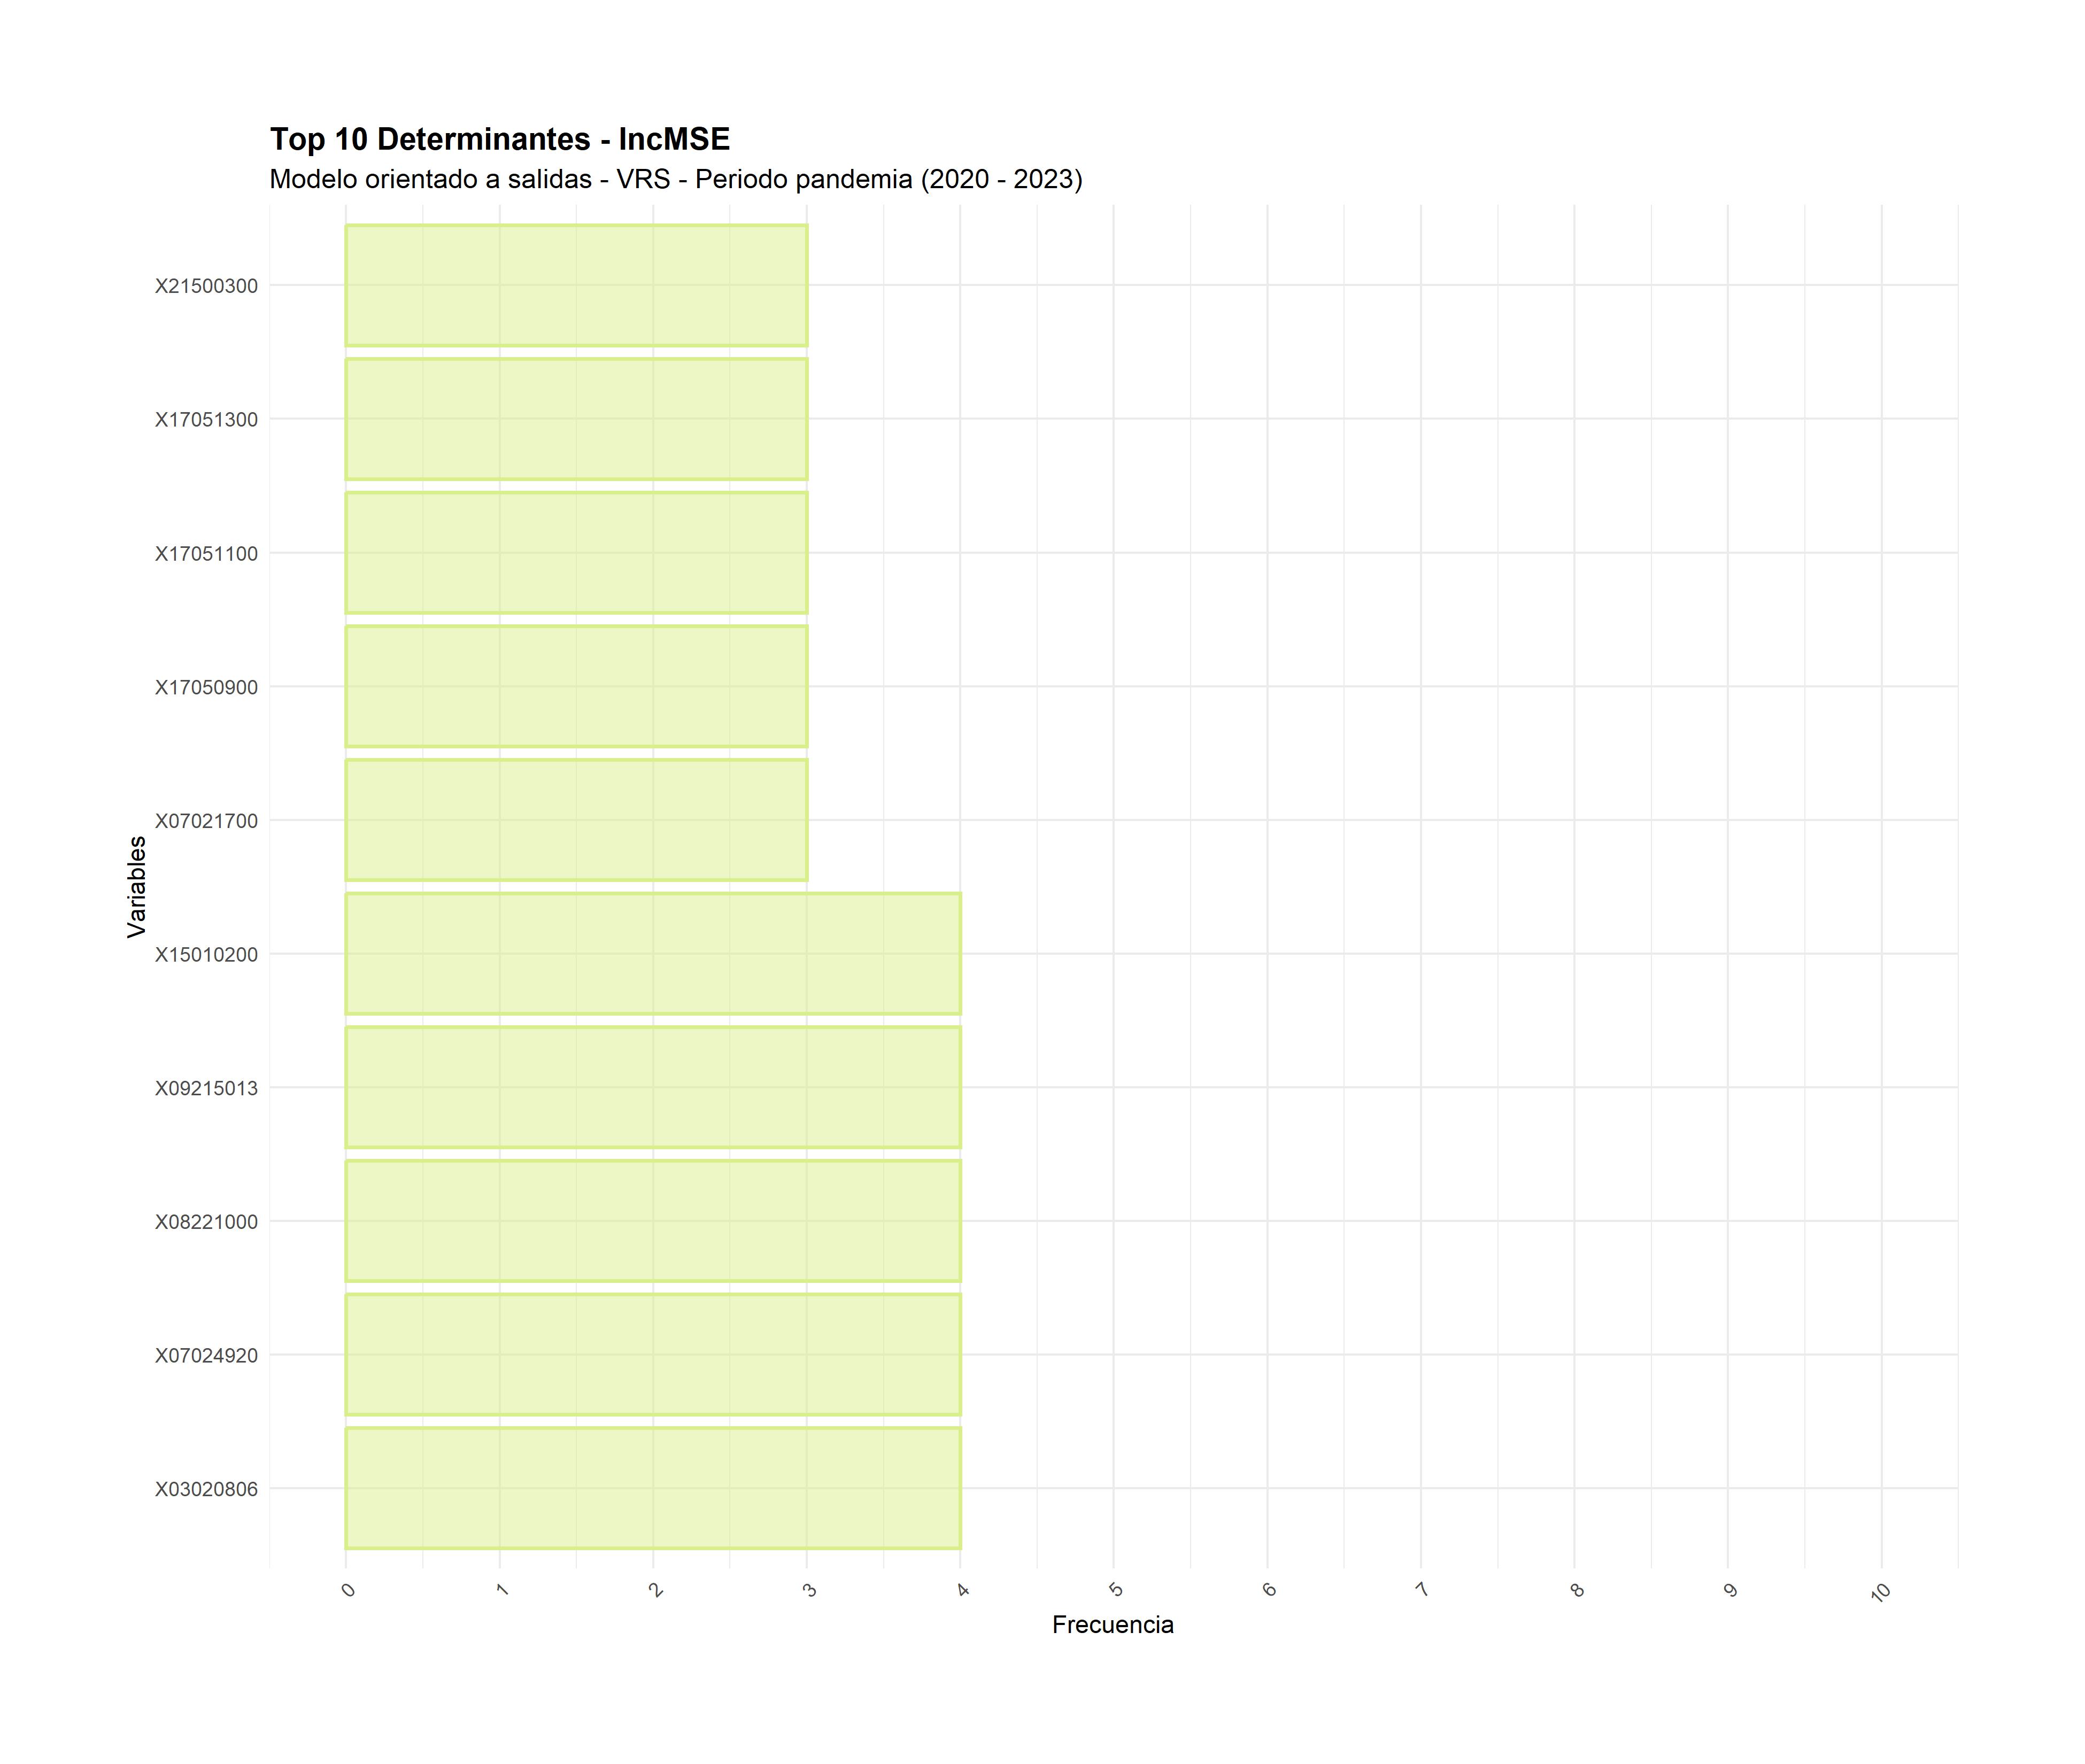 Top 10 Determinantes - IncMSE
Modelo orientado a salidas - VRS - Periodo pandemia (2020 - 2023)
Variables
X21500300
X17051300
X17051100
X17050900
X07021700
X15010200
X09215013
X08221000
X07024920
X03020806
0 1 2 3 4 5 6 7 8 9 10
Frecuencia